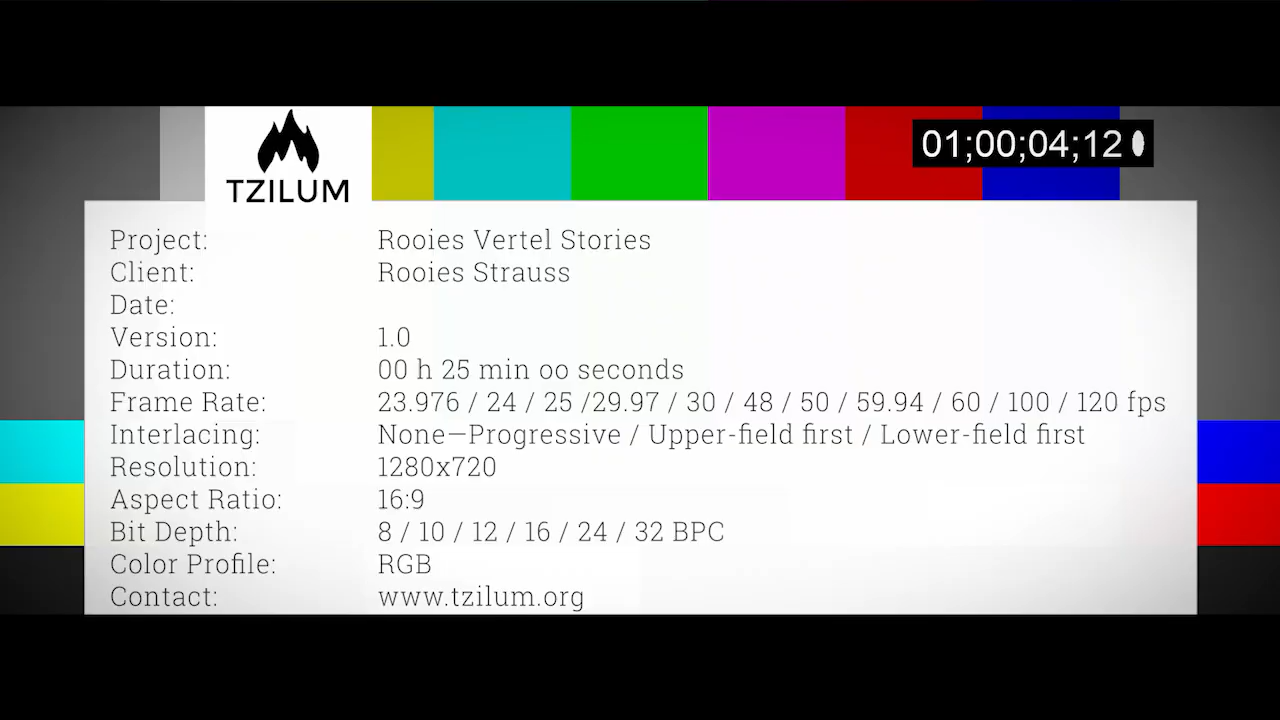 01;00;04;12
TZILUM
Project: Rooies Vertel Stories
Client: Rooies Strauss
Date:
Version: 1.0
Duration: 00 h 25 min oo seconds
Frame Rate: 23.976 / 24 / 25 /29.97 / 30 / 48 / 50 / 59.94 / 60 / 100 / 120 fps
Interlacing: None—Progressive / Upper-field first / Lower-field first
Resolution: 1280x720
Aspect Ratio: 16:9
Bit Depth: 8 / 10 / 12 / 16 / 24 / 32 BPC
Color Profile: RGB
Contact: www.tzilum.org